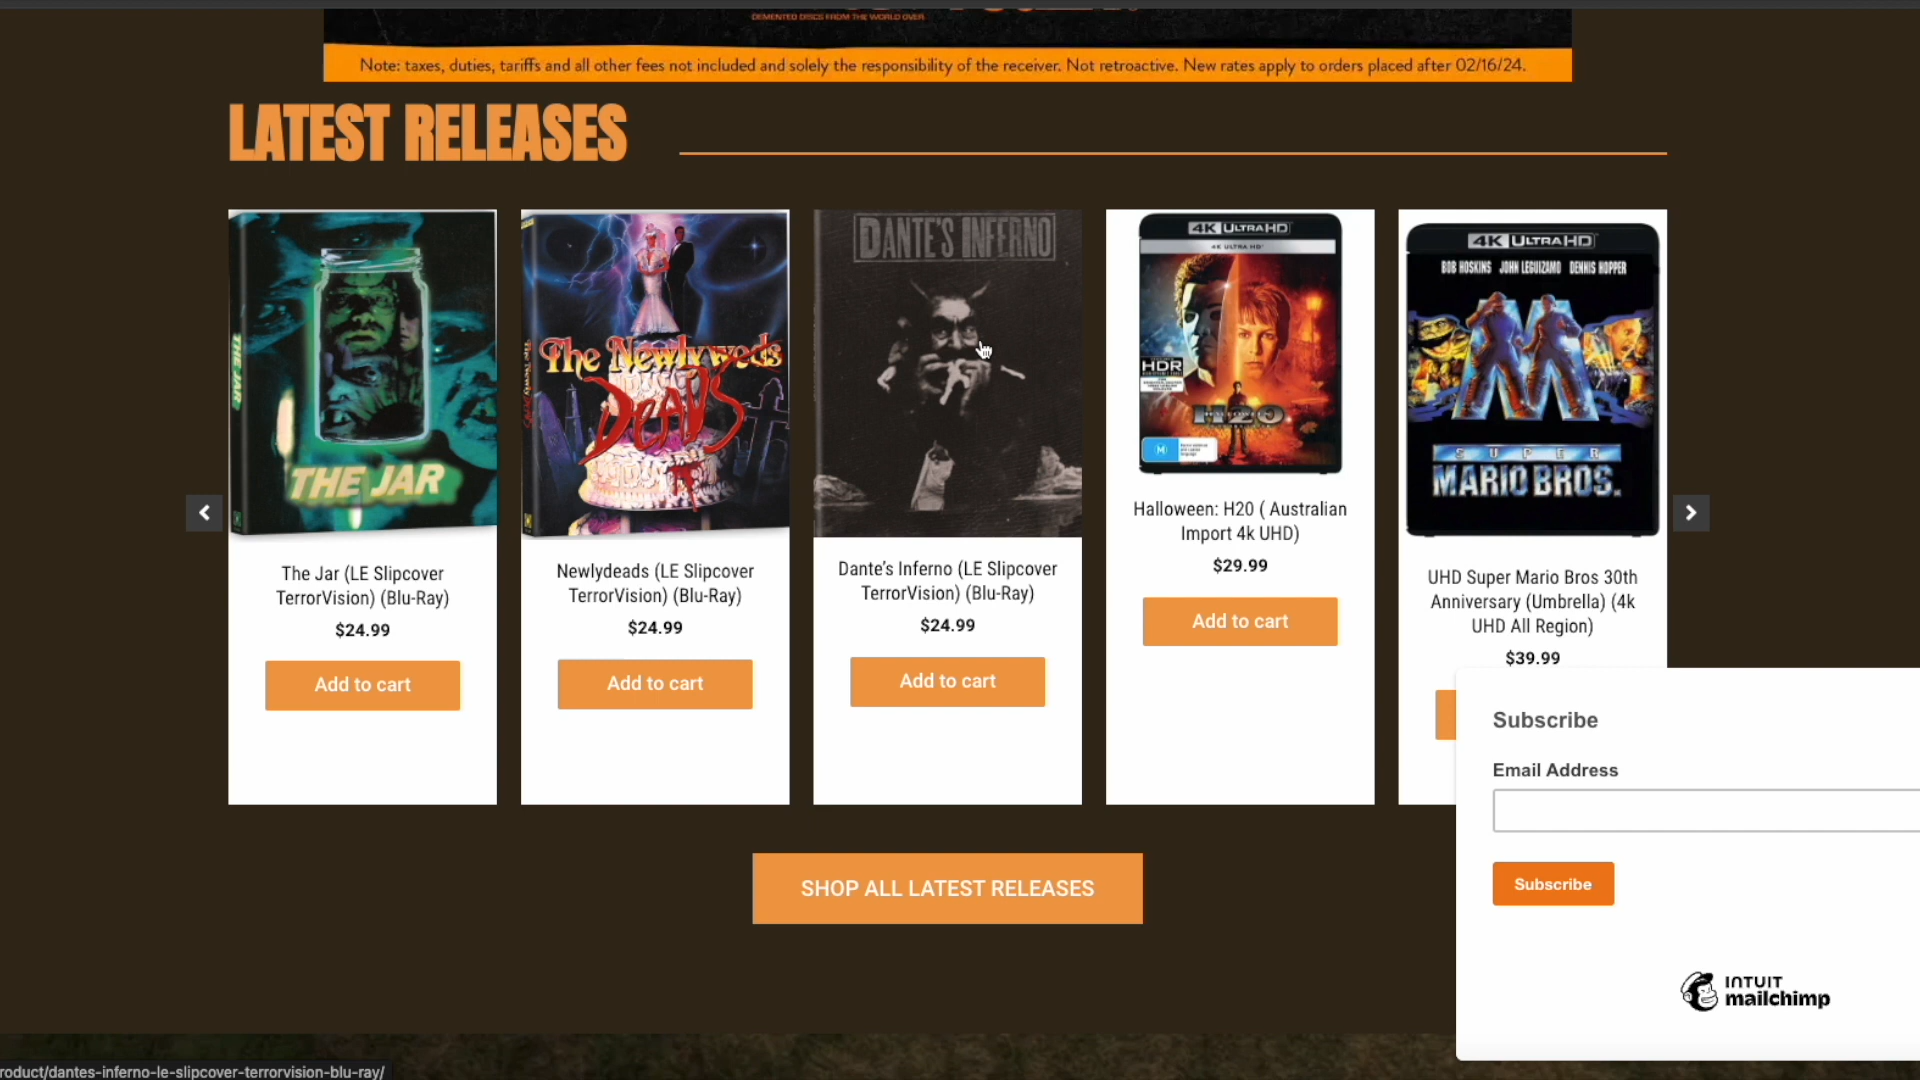 DEMENTED DISCS FROM THE WORLD OVER
Note: taxes, duties, tariffs and all other fees not included and solely the responsibility of the receiver. Not retroactive. New rates apply to orders placed after 02/16/24.
LATEST RELEASES
THE JAR
THE JAR
The Jar (LE Slipcover
TerrorVision) (Blu-Ray)
$24.99
Add to cart
The Newlyweds
DEADS
Newlydeads (LE Slipcover
TerrorVision) (Blu-Ray)
$24.99
Add to cart
DANTE'S INFERNO
Dante's Inferno (LE Slipcover
TerrorVision) (Blu-Ray)
$24.99
Add to cart
4K ULTRAHD
4K ULTRA HD
HDR
HALLOWEEN
H20
M
Halloween: H20 ( Australian
Import 4k UHD)
$29.99
Add to cart
4K ULTRAHD
BOB HOSKINS JOHN LEGUIZAMO DENNIS HOPPER
SUPER
MARIO BROS.
UHD Super Mario Bros 30th
Anniversary (Umbrella) (4k
UHD All Region)
$39.99
SHOP ALL LATEST RELEASES
Subscribe
Email Address
Subscribe
INTUIT
mailchimp
roduct/dantes-inferno-le-slipcover-terrorvision-blu-ray/